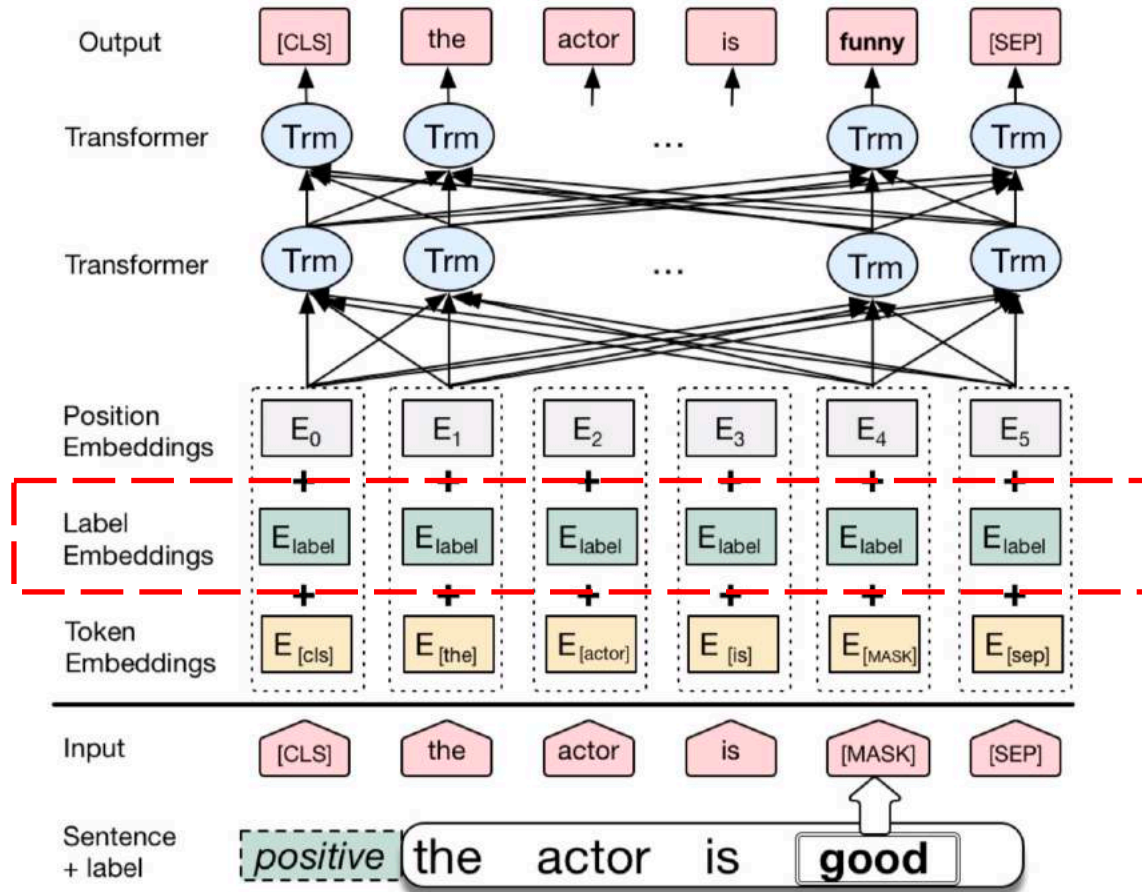 Output [CLS] the actor is funny [SEP]
Transformer Trm Trm ... Trm Trm
Transformer Trm Trm ... Trm Trm
Position
Embeddings E0 E1 E2 E3 E4 E5
+ + + + + +
Label
Embeddings Elabel Elabel Elabel Elabel Elabel Elabel
+ + + + + +
Token
Embeddings E[cls] E[the] E[actor] E[is] E[MASK] E[sep]
Input [CLS] the actor is [MASK] [SEP]
Sentence
+ label positive the actor is good